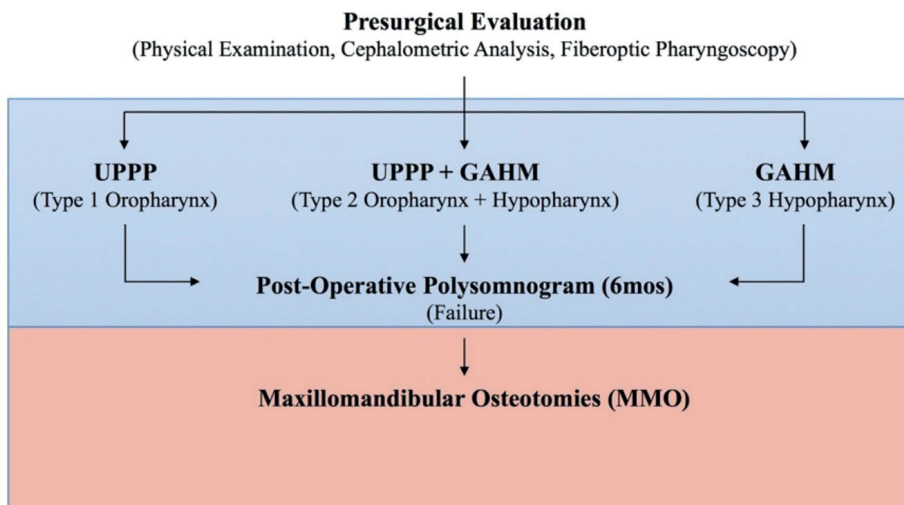 Presurgical Evaluation
(Physical Examination, Cephalometric Analysis, Fiberoptic Pharyngoscopy)
UPPP
(Type 1 Oropharynx)
UPPP + GAHM
(Type 2 Oropharynx + Hypopharynx)
GAHM
(Type 3 Hypopharynx)
Post-Operative Polysomnogram (6mos)
(Failure)
Maxillomandibular Osteotomies (MMO)